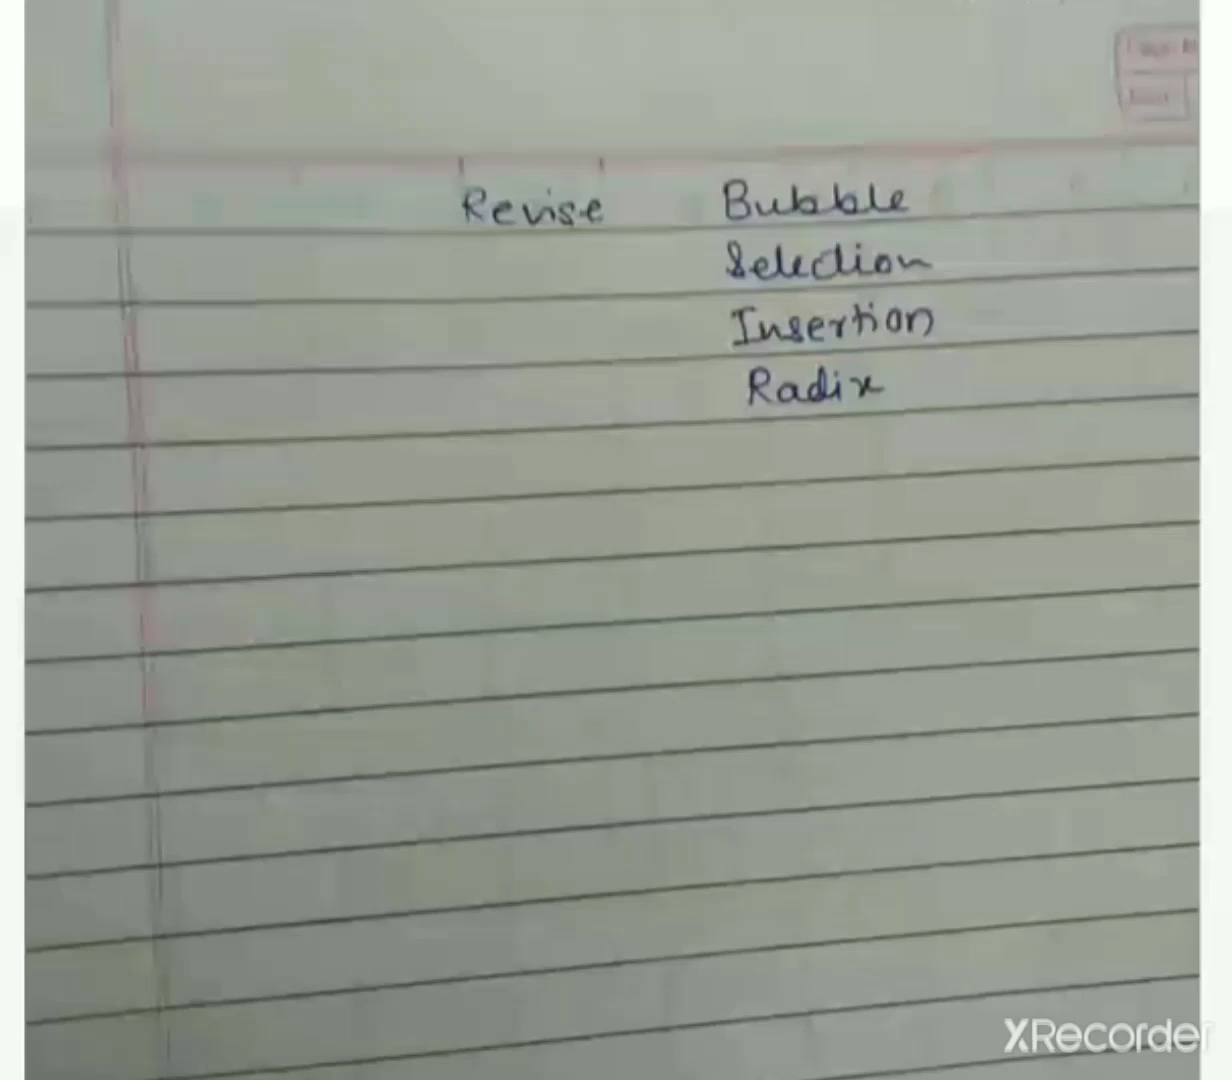 Revise Bubble
Selection
Insertion
Radix
XRecorder